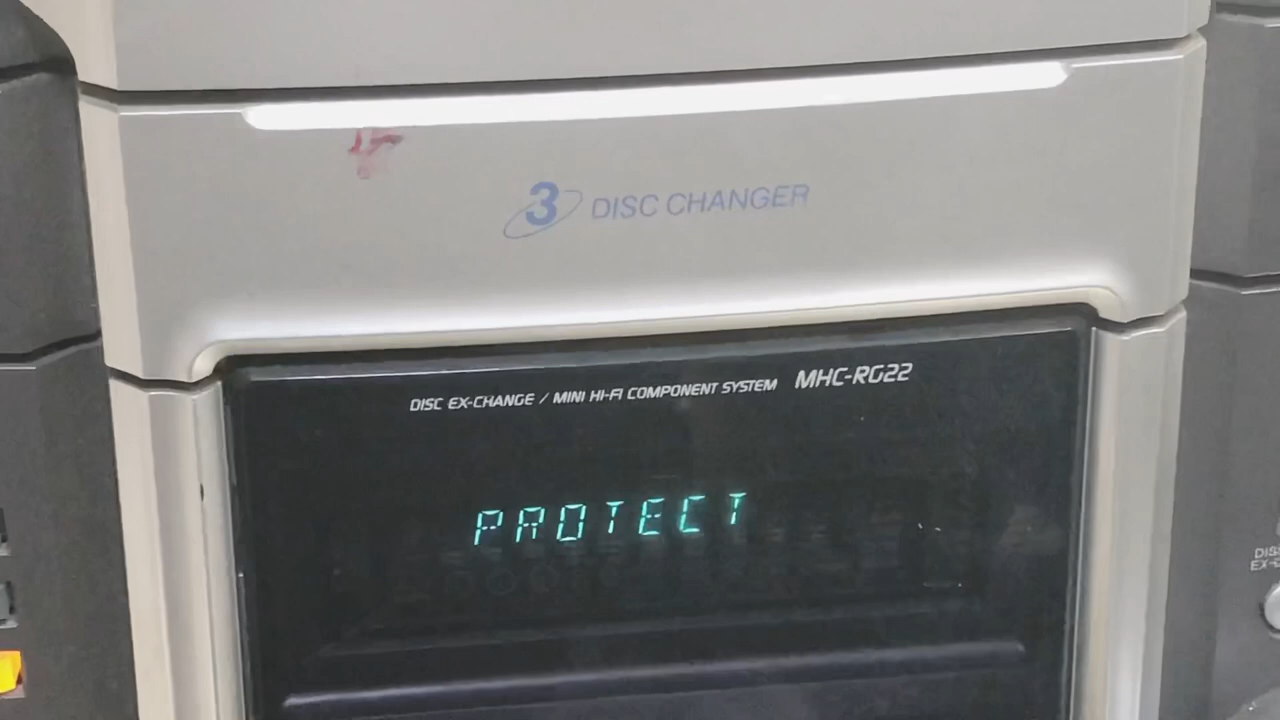 3 DISC CHANGER
DISC EX-CHANGE / MINI HI-FI COMPONENT SYSTEM MHC-RG22
PROTECT